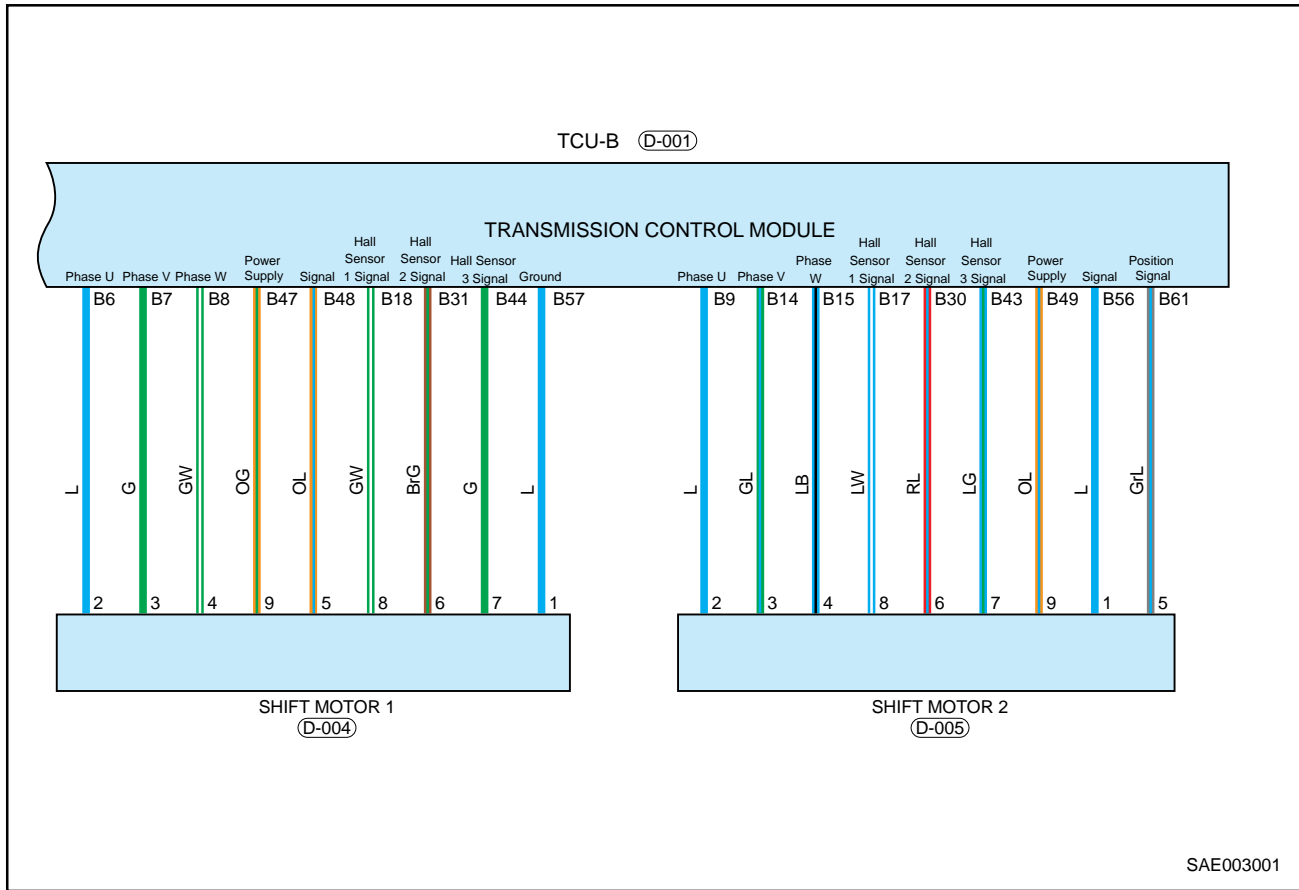 TCU-B D-001
TRANSMISSION CONTROL MODULE
Phase U
Phase V
Phase W
Power
Supply
Signal
Hall
Sensor
1 Signal
Hall
Sensor
2 Signal
Hall Sensor
3 Signal
Ground
Phase U
Phase V
Phase
W
Hall
Sensor
1 Signal
Hall
Sensor
2 Signal
Hall
Sensor
3 Signal
Power
Supply
Signal
Position
Signal
B6 B7 B8 B47 B48 B18 B31 B44 B57 B9 B14 B15 B17 B30 B43 B49 B56 B61
L G GW OG OL GW BrG G L L GL LB LW RL LG OL L GrL
2 3 4 9 5 8 6 7 1 2 3 4 8 6 7 9 1 5
SHIFT MOTOR 1
D-004
SHIFT MOTOR 2
D-005
SAE003001